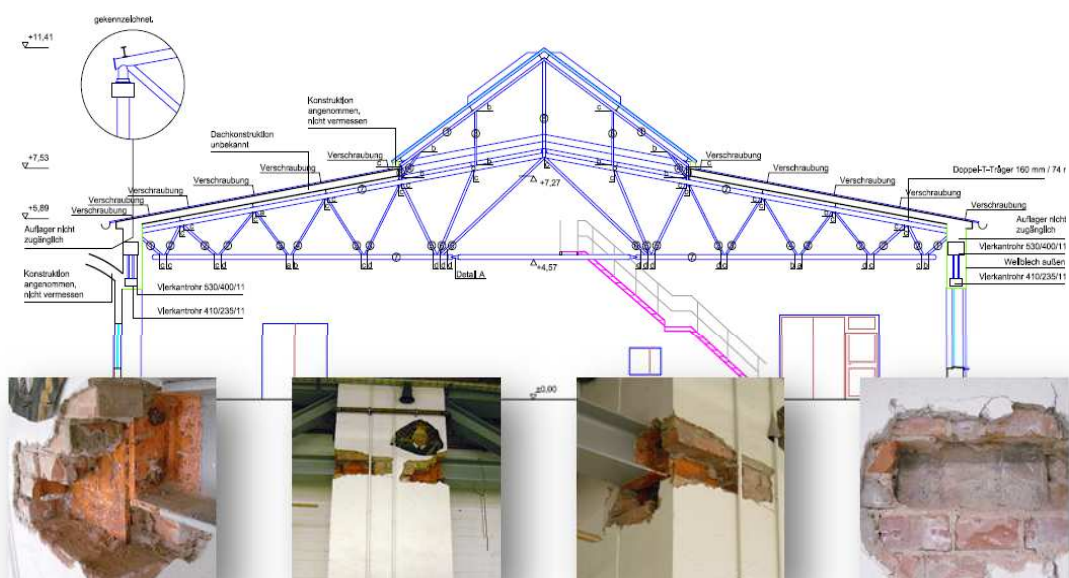 gekennzeichnet.
+11,41
Konstruktion
angenommen,
nicht vermessen
Dachkonstruktion
unbekannt
+7,53
Verschraubung
Verschraubung
Verschraubung
Verschraubung
Verschraubung
+5,89
Auflager nicht
zugänglich
Konstruktion
angenommen,
nicht vermessen
Vierkantrohr 530/400/11
Vierkantrohr 410/235/11
+7,27
+4,57
Detail A
±0,00
Verschraubung
Verschraubung
Verschraubung
Verschraubung
Verschraubung
Doppel-T-Träger 160 mm / 74 r
Auflager nicht
zugänglich
Vierkantrohr 530/400/11
Wellblech außen
Vierkantrohr 410/235/11